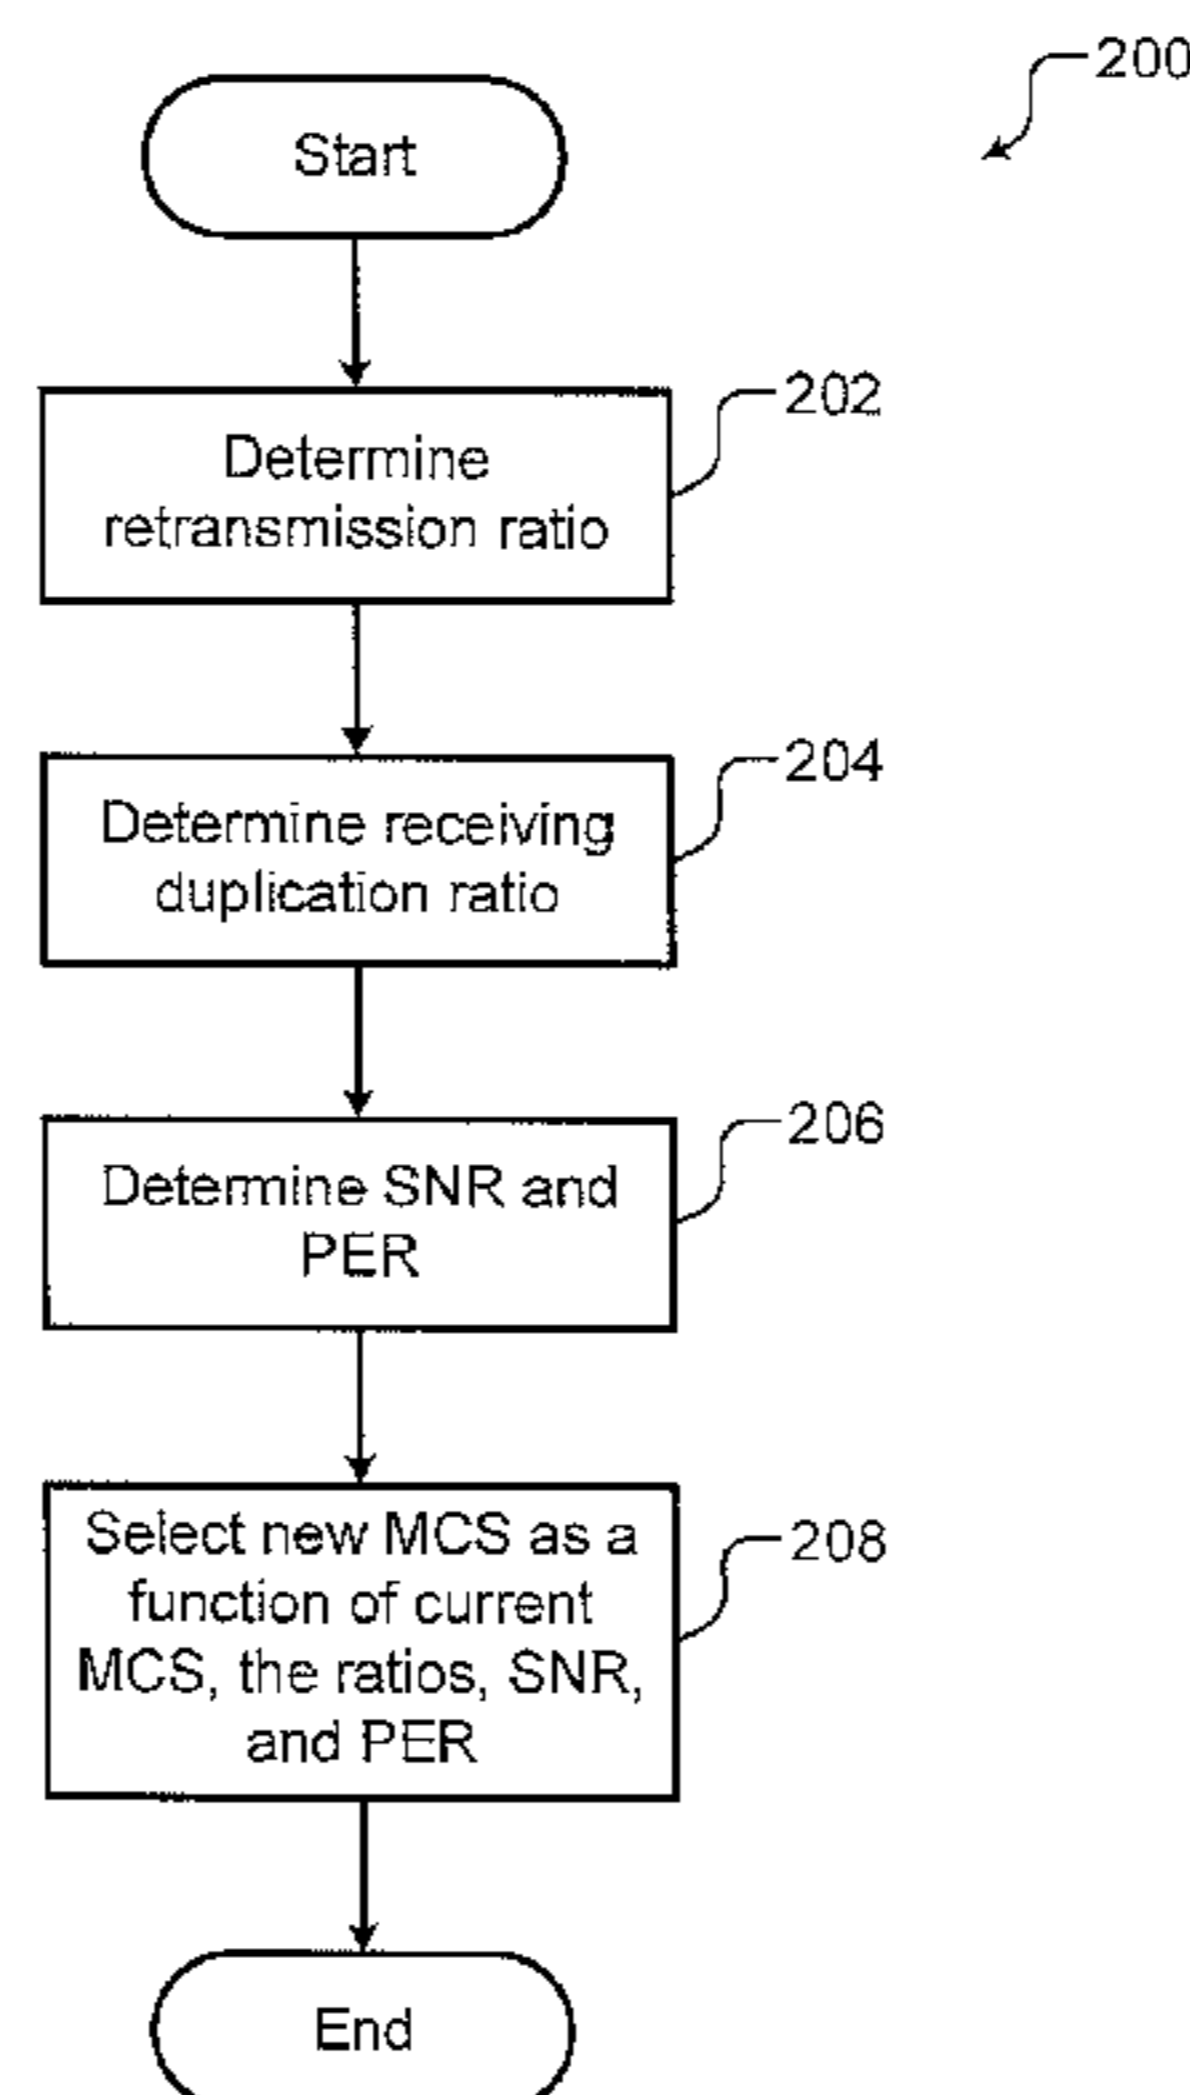 200
Start
202
Determine
retransmission ratio
204
Determine receiving
duplication ratio
206
Determine SNR and
PER
208
Select new MCS as a
function of current
MCS, the ratios, SNR,
and PER
End